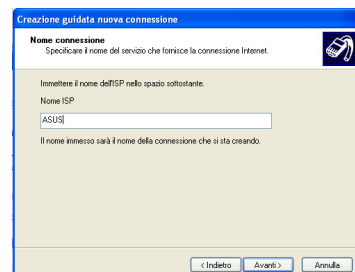 Creazione guidata nuova connessione
Nome connessione
Specificare il nome del servizio che fornisce la connessione Internet.
Immettere il nome dell'ISP nello spazio sottostante.
Nome ISP
ASUS
Il nome immesso sarà il nome della connessione che si sta creando.
< Indietro
Avanti >
Annulla